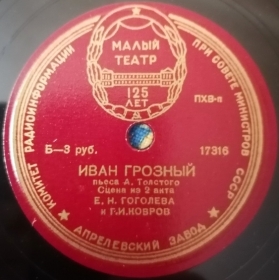 КОМИТЕТ РАДИОИНФОРМАЦИИ ПРИ СОВЕТЕ МИНИСТРОВ СССР
МАЛЫЙ
ТЕАТР
125
ЛЕТ
ПХВ-е
Б—3 руб.
17316
ИВАН ГРОЗНЫЙ
пьеса А. Толстого
Сцена из 2 акта
Е. Н. ГОГОЛЕВА
и Г.И.КОВРОВ
АПРЕЛЕВСКИЙ ЗАВОД